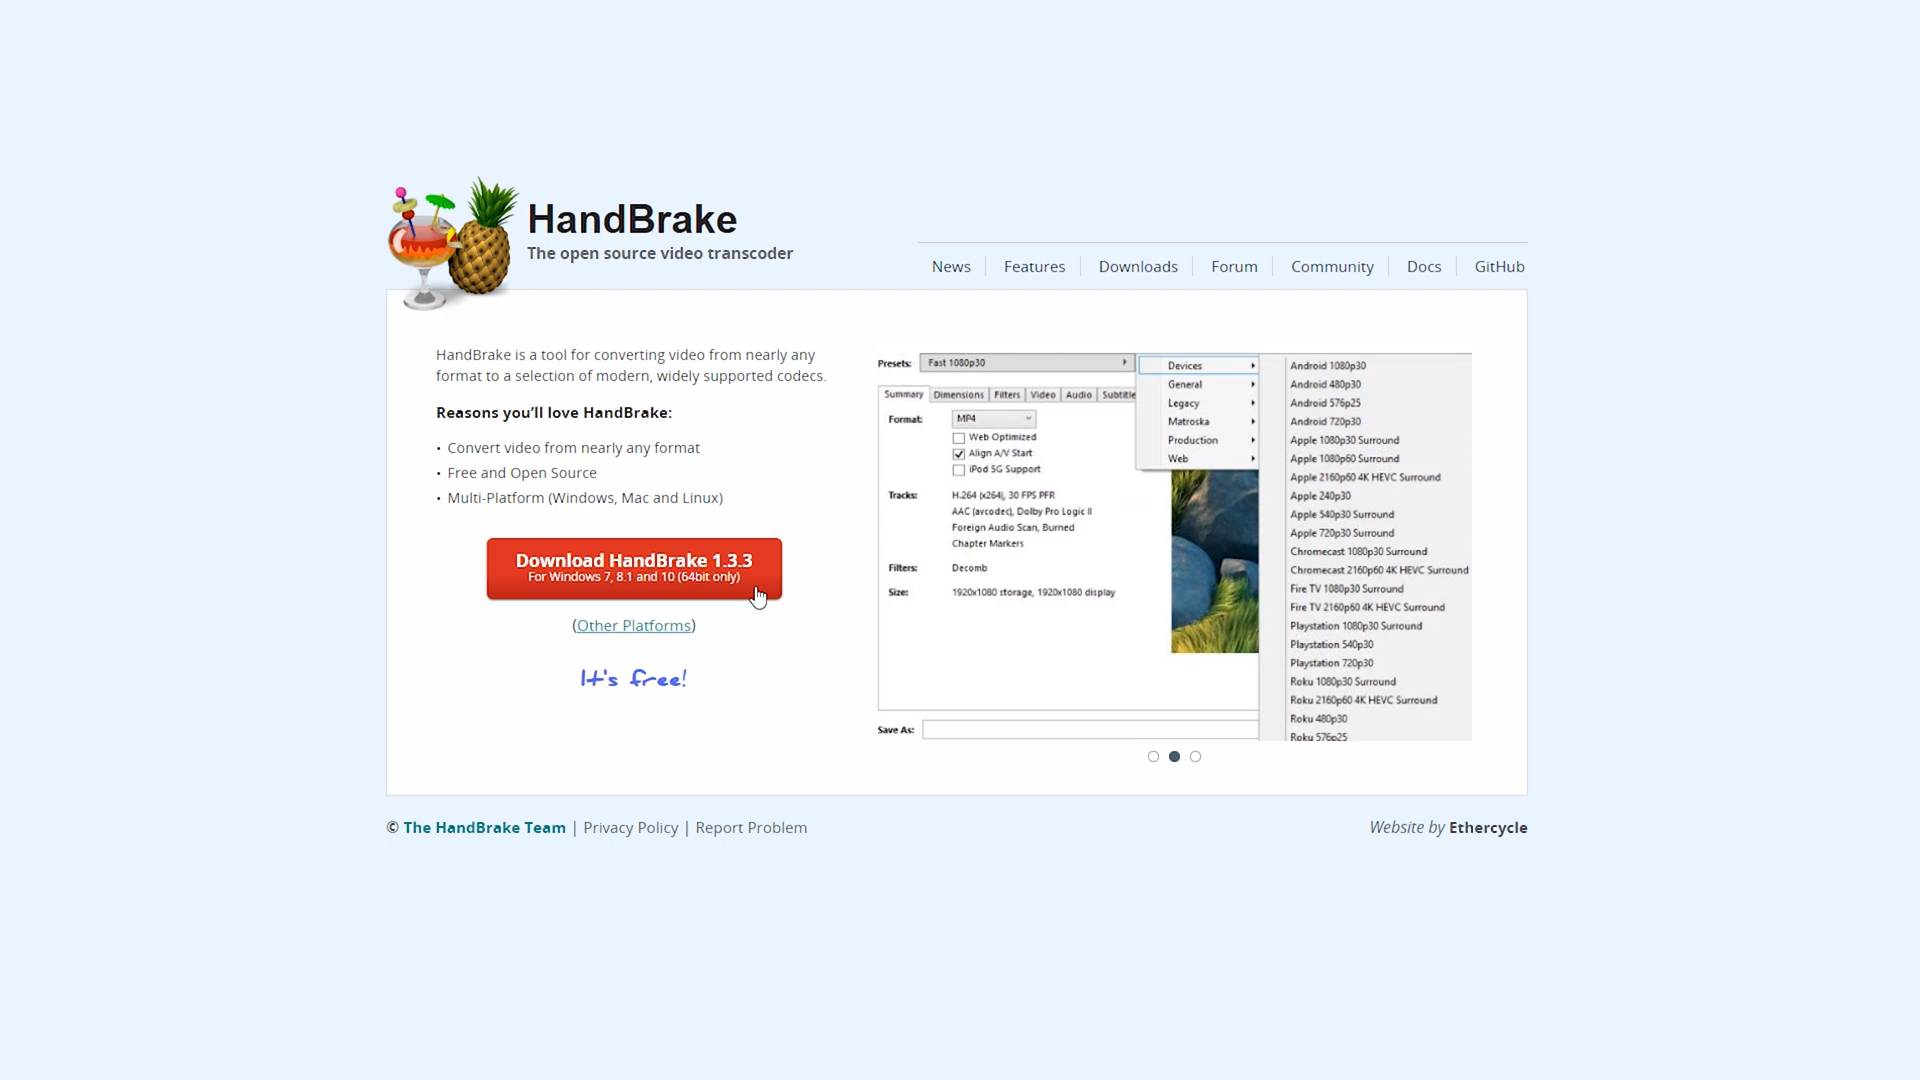 HandBrake
The open source video transcoder
News
Features
Downloads
Forum
Community
Docs
GitHub
HandBrake is a tool for converting video from nearly any
format to a selection of modern, widely supported codecs.
Reasons you’ll love HandBrake:
• Convert video from nearly any format
• Free and Open Source
• Multi-Platform (Windows, Mac and Linux)
Download HandBrake 1.3.3
For Windows 7, 8.1 and 10 (64bit only)
(Other Platforms)
It's free!
Presets: Fast 1080p30
Summary Dimensions Filters Video Audio Subtitle
Format: MP4
Web Optimized
Align A/V Start
iPod 5G Support
Tracks: H.264 (x264), 30 FPS PFR
AAC (avcodec), Dolby Pro Logic II
Foreign Audio Scan, Burned
Chapter Markers
Filters: Decomb
Size: 1920x1080 storage, 1920x1080 display
Save As:
Devices
General
Legacy
Matroska
Production
Web
Android 1080p30
Android 480p30
Android 576p25
Android 720p30
Apple 1080p30 Surround
Apple 1080p60 Surround
Apple 2160p60 4K HEVC Surround
Apple 240p30
Apple 540p30 Surround
Apple 720p30 Surround
Chromecast 1080p30 Surround
Chromecast 2160p60 4K HEVC Surround
Fire TV 1080p30 Surround
Fire TV 2160p60 4K HEVC Surround
Playstation 1080p30 Surround
Playstation 540p30
Playstation 720p30
Roku 1080p30 Surround
Roku 2160p60 4K HEVC Surround
Roku 480p30
Roku 576p25
© The HandBrake Team | Privacy Policy | Report Problem
Website by Ethercycle